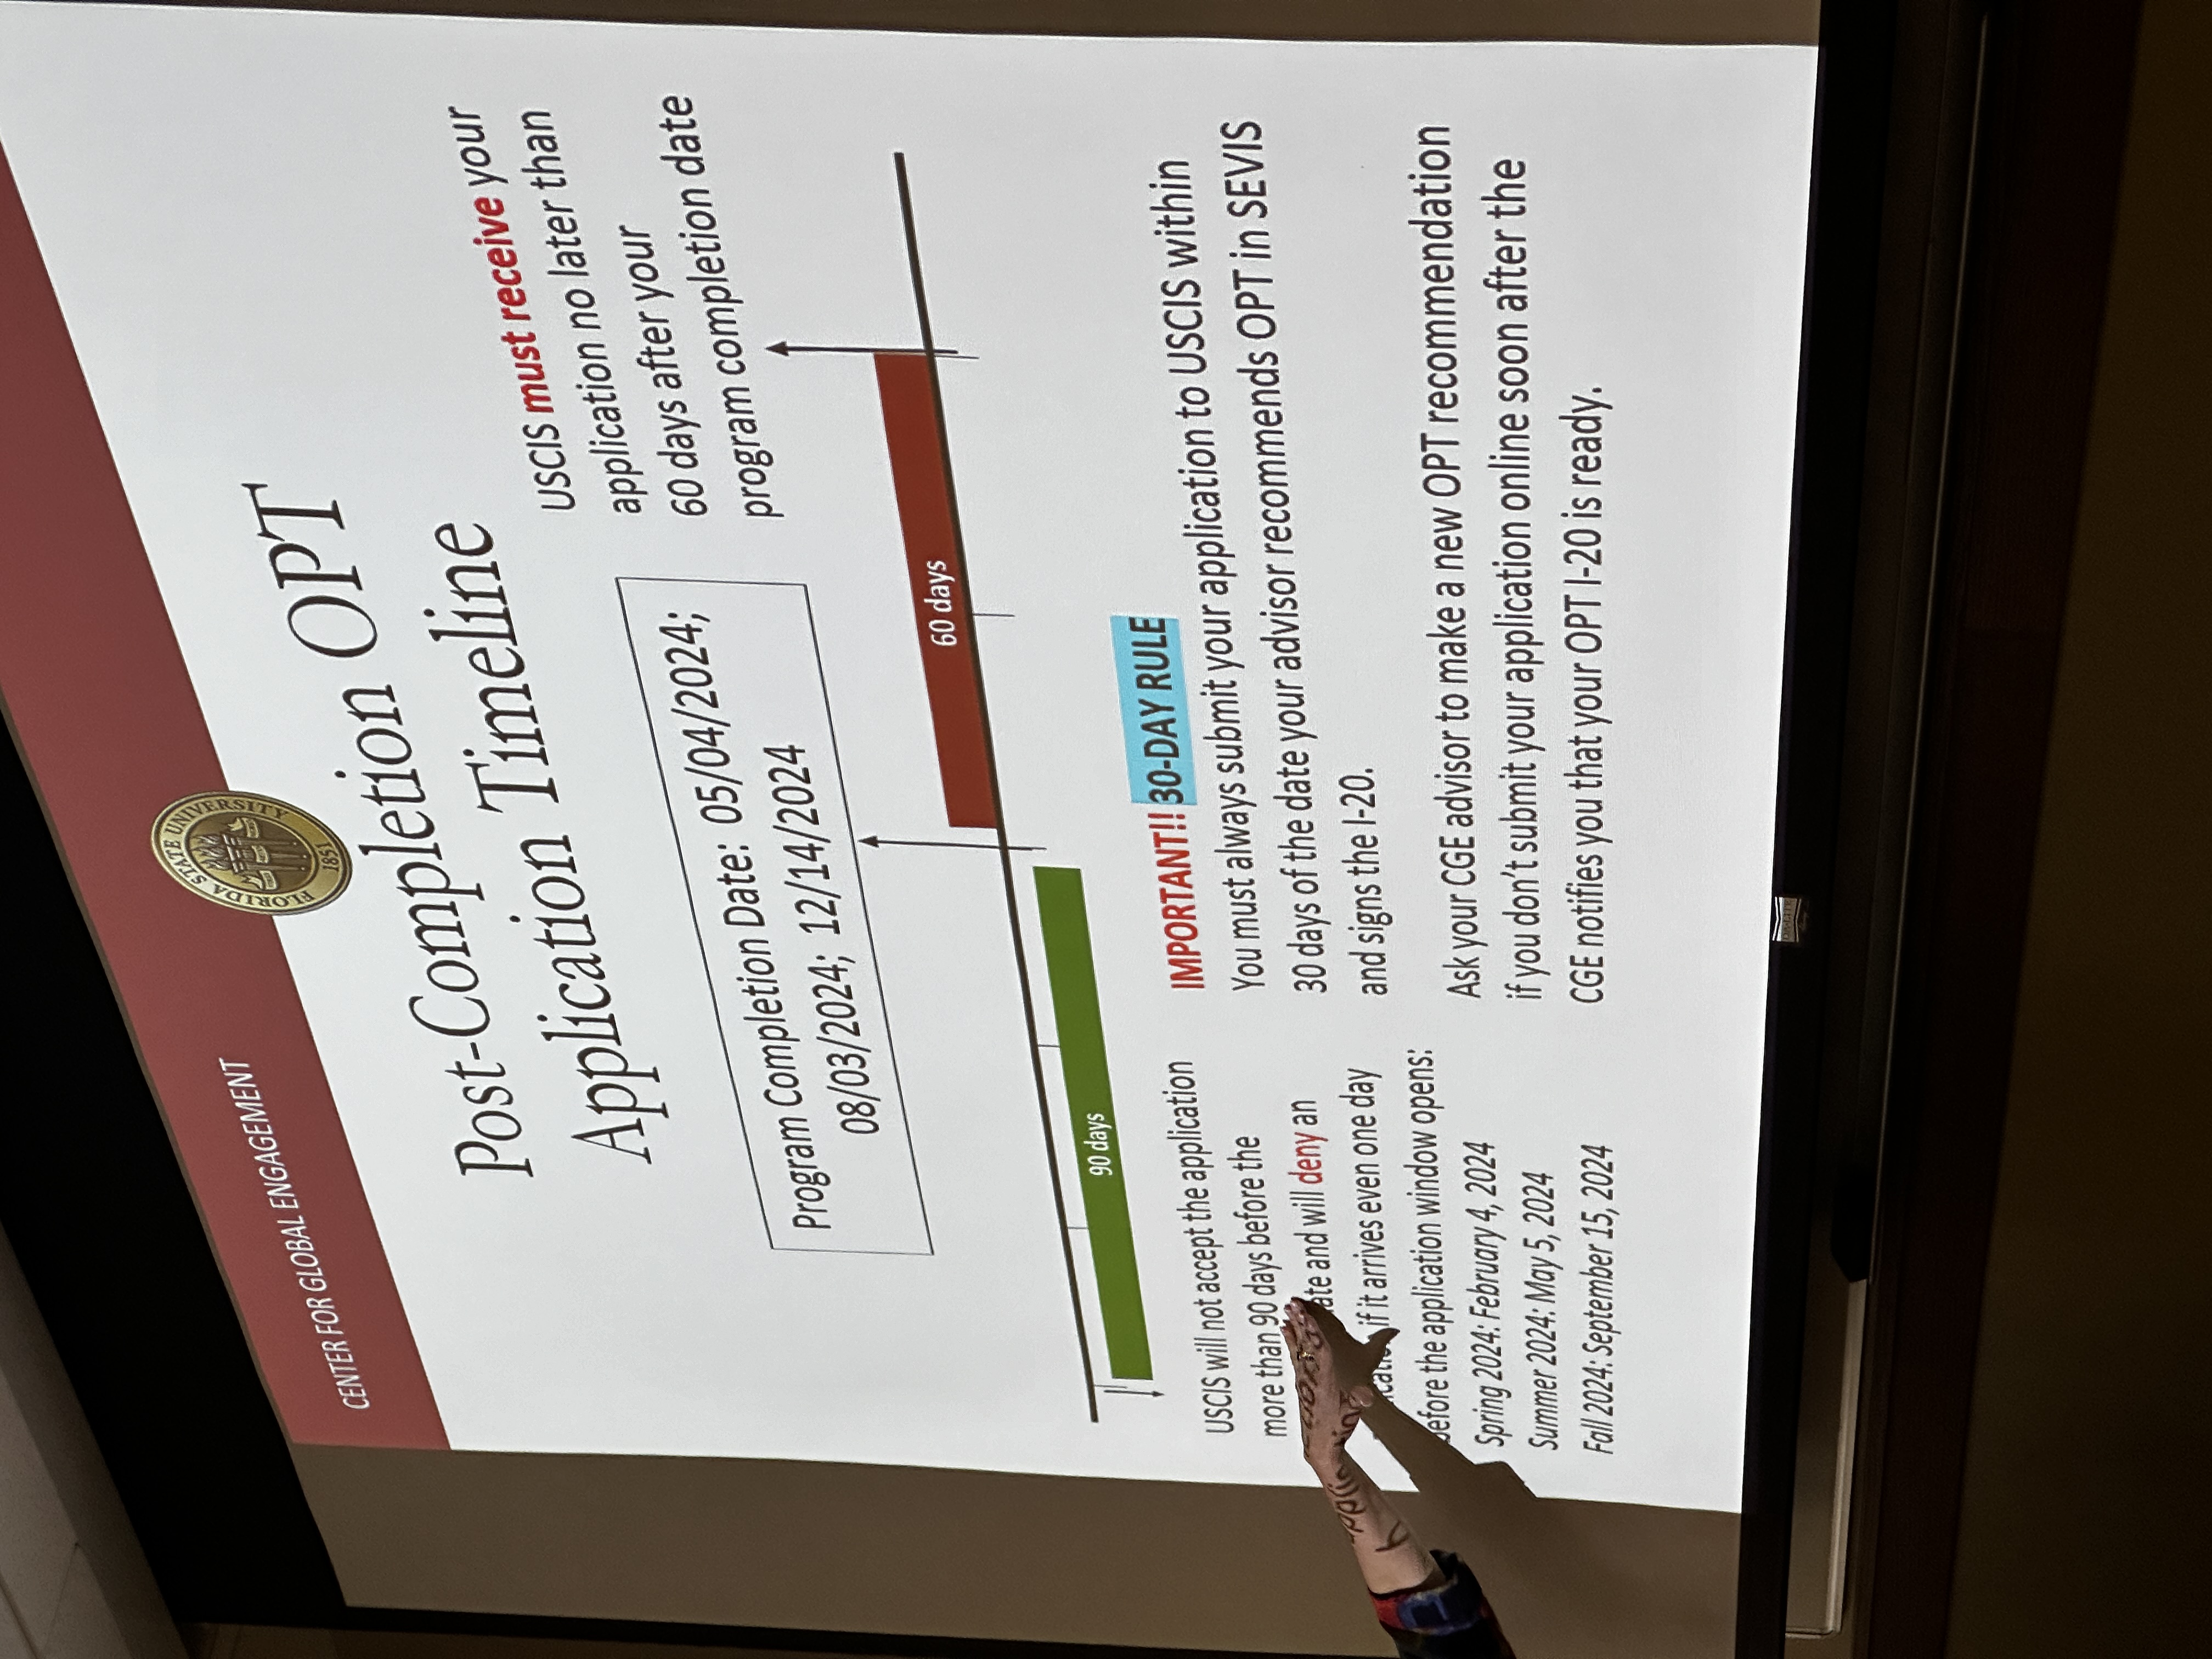 CENTER FOR GLOBAL ENGAGEMENT
FLORIDA STATE UNIVERSITY
1851
Post-Completion OPT
Application Timeline
USCIS must receive your
application no later than
60 days after your
program completion date
Program Completion Date: 05/04/2024;
08/03/2024; 12/14/2024
60 days
90 days
USCIS will not accept the application
more than 90 days before the
and will deny an
if it arrives even one day
before the application window opens:
Spring 2024: February 4, 2024
Summer 2024: May 5, 2024
Fall 2024: September 15, 2024
IMPORTANT!! 30-DAY RULE
You must always submit your application to USCIS within
30 days of the date your advisor recommends OPT in SEVIS
and signs the I-20.
Ask your CGE advisor to make a new OPT recommendation
if you don't submit your application online soon after the
CGE notifies you that your OPT I-20 is ready.
DA-LITE